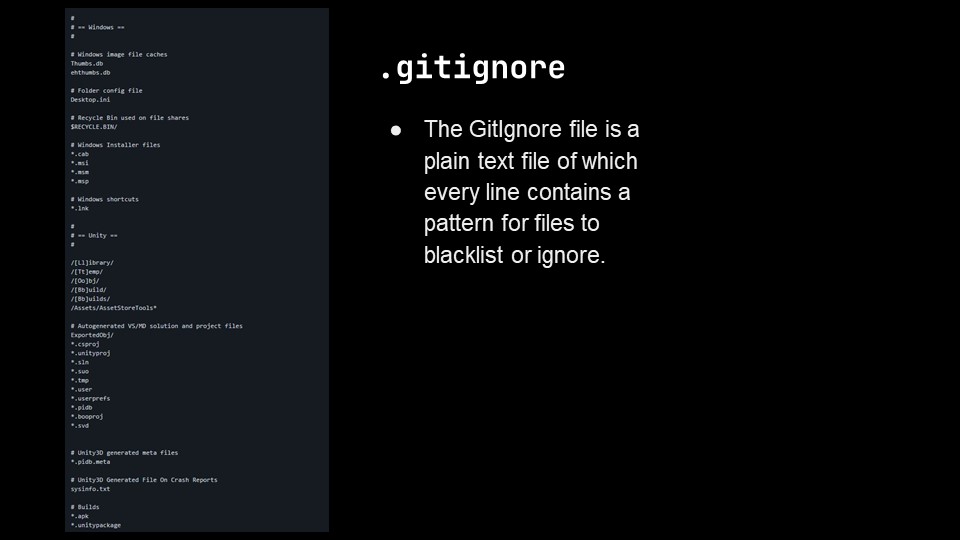 #
# == Windows ==
#
# Windows image file caches
Thumbs.db
ehthumbs.db
# Folder config file
Desktop.ini
# Recycle Bin used on file shares
$RECYCLE.BIN/
# Windows Installer files
*.cab
*.msi
*.msm
*.msp
# Windows shortcuts
*.lnk
#
# == Unity ==
#
/[Ll]ibrary/
/[Tt]emp/
/[Oo]bj/
/[Bb]uild/
/[Bb]uilds/
/Assets/AssetStoreTools*
# Autogenerated VS/MD solution and project files
ExportedObj/
*.csproj
*.unityproj
*.sln
*.suo
*.tmp
*.user
*.userprefs
*.pidb
*.booproj
*.svd
# Unity3D generated meta files
*.pidb.meta
# Unity3D Generated File On Crash Reports
sysinfo.txt
# Builds
*.apk
*.unitypackage
.gitignore
● The GitIgnore file is a
plain text file of which
every line contains a
pattern for files to
blacklist or ignore.